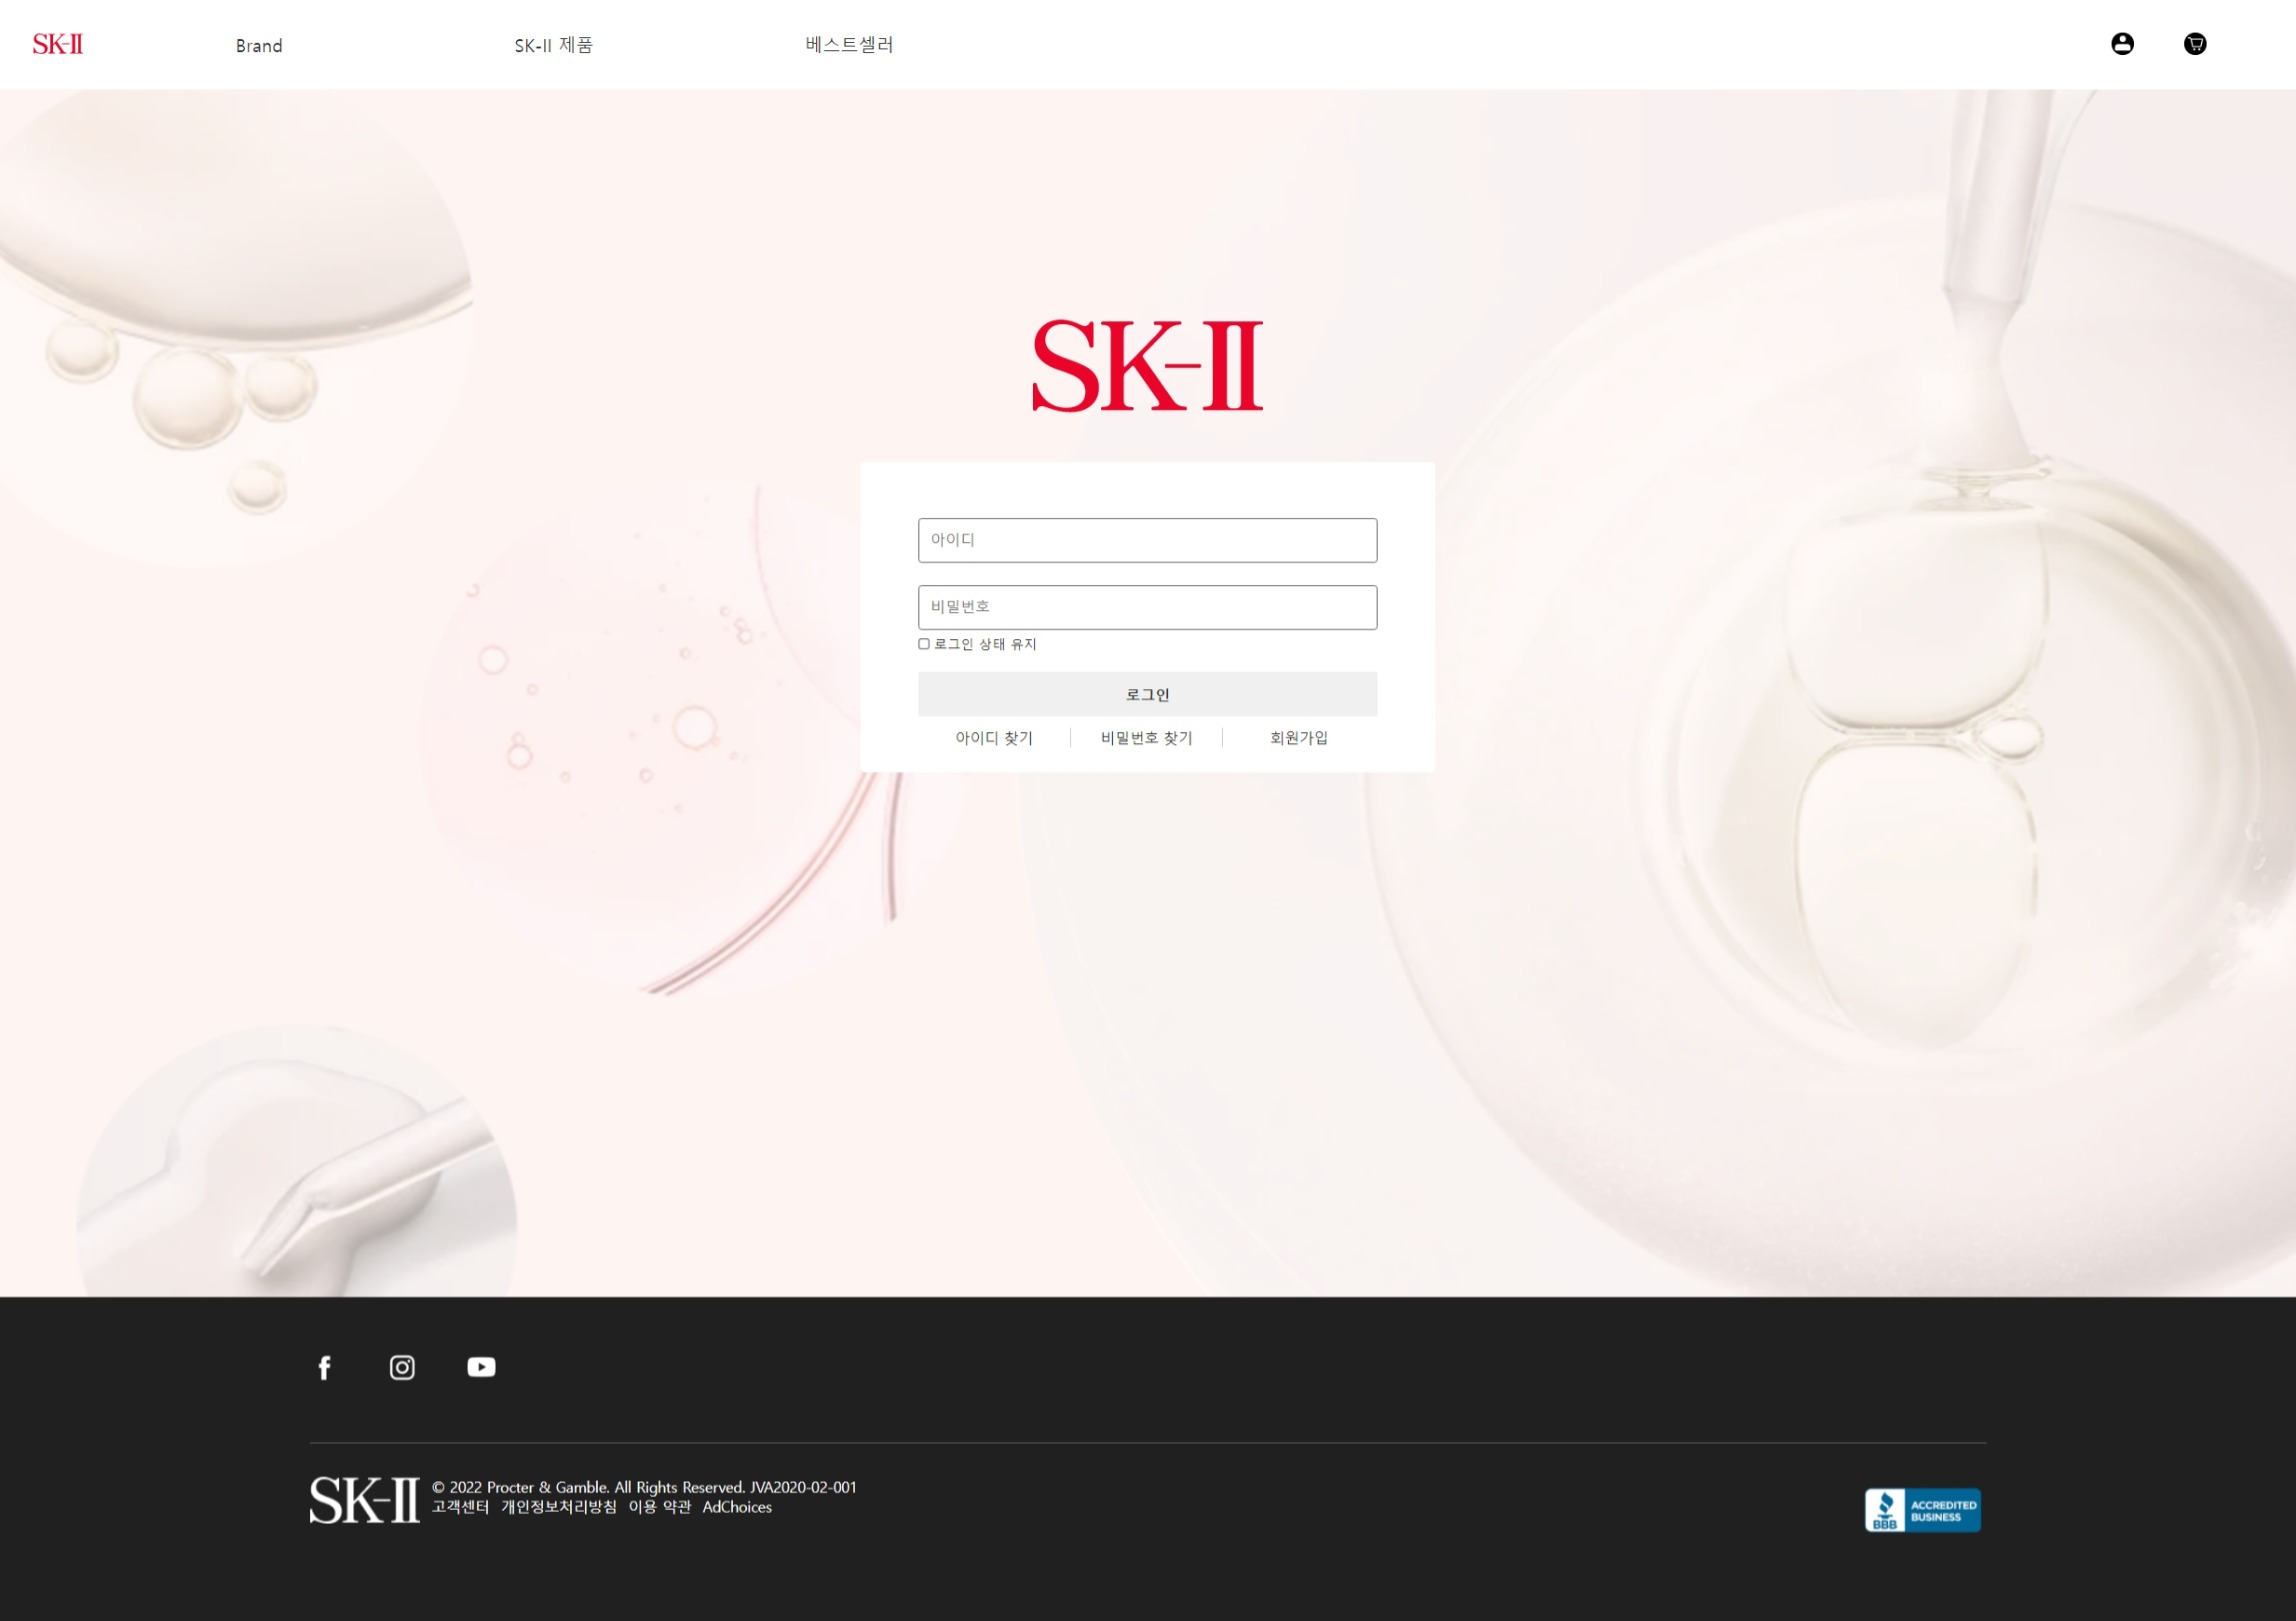 SK-II
Brand
SK-II 제품
베스트셀러
SK-II
아이디
비밀번호
로그인 상태 유지
로그인
아이디 찾기
비밀번호 찾기
회원가입
SK-II
© 2022 Procter & Gamble. All Rights Reserved. JVA2020-02-001
고객센터 개인정보처리방침 이용 약관 AdChoices
BBB
ACCREDITED
BUSINESS